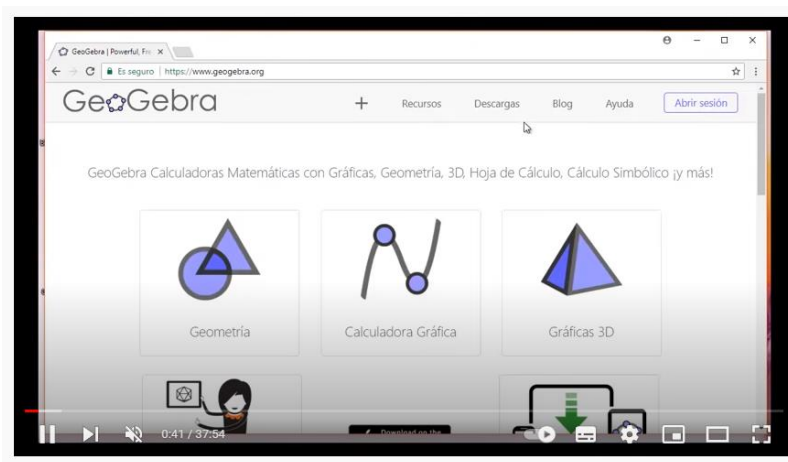 GeoGebra | Powerful, Fre
Es seguro | https://www.geogebra.org
GeoGebra
+ Recursos Descargas Blog Ayuda Abrir sesión
GeoGebra Calculadoras Matemáticas con Gráficas, Geometría, 3D, Hoja de Cálculo, Cálculo Simbólico ¡y más!
Geometría Calculadora Gráfica Gráficas 3D
Download on the
0:41 / 37:54